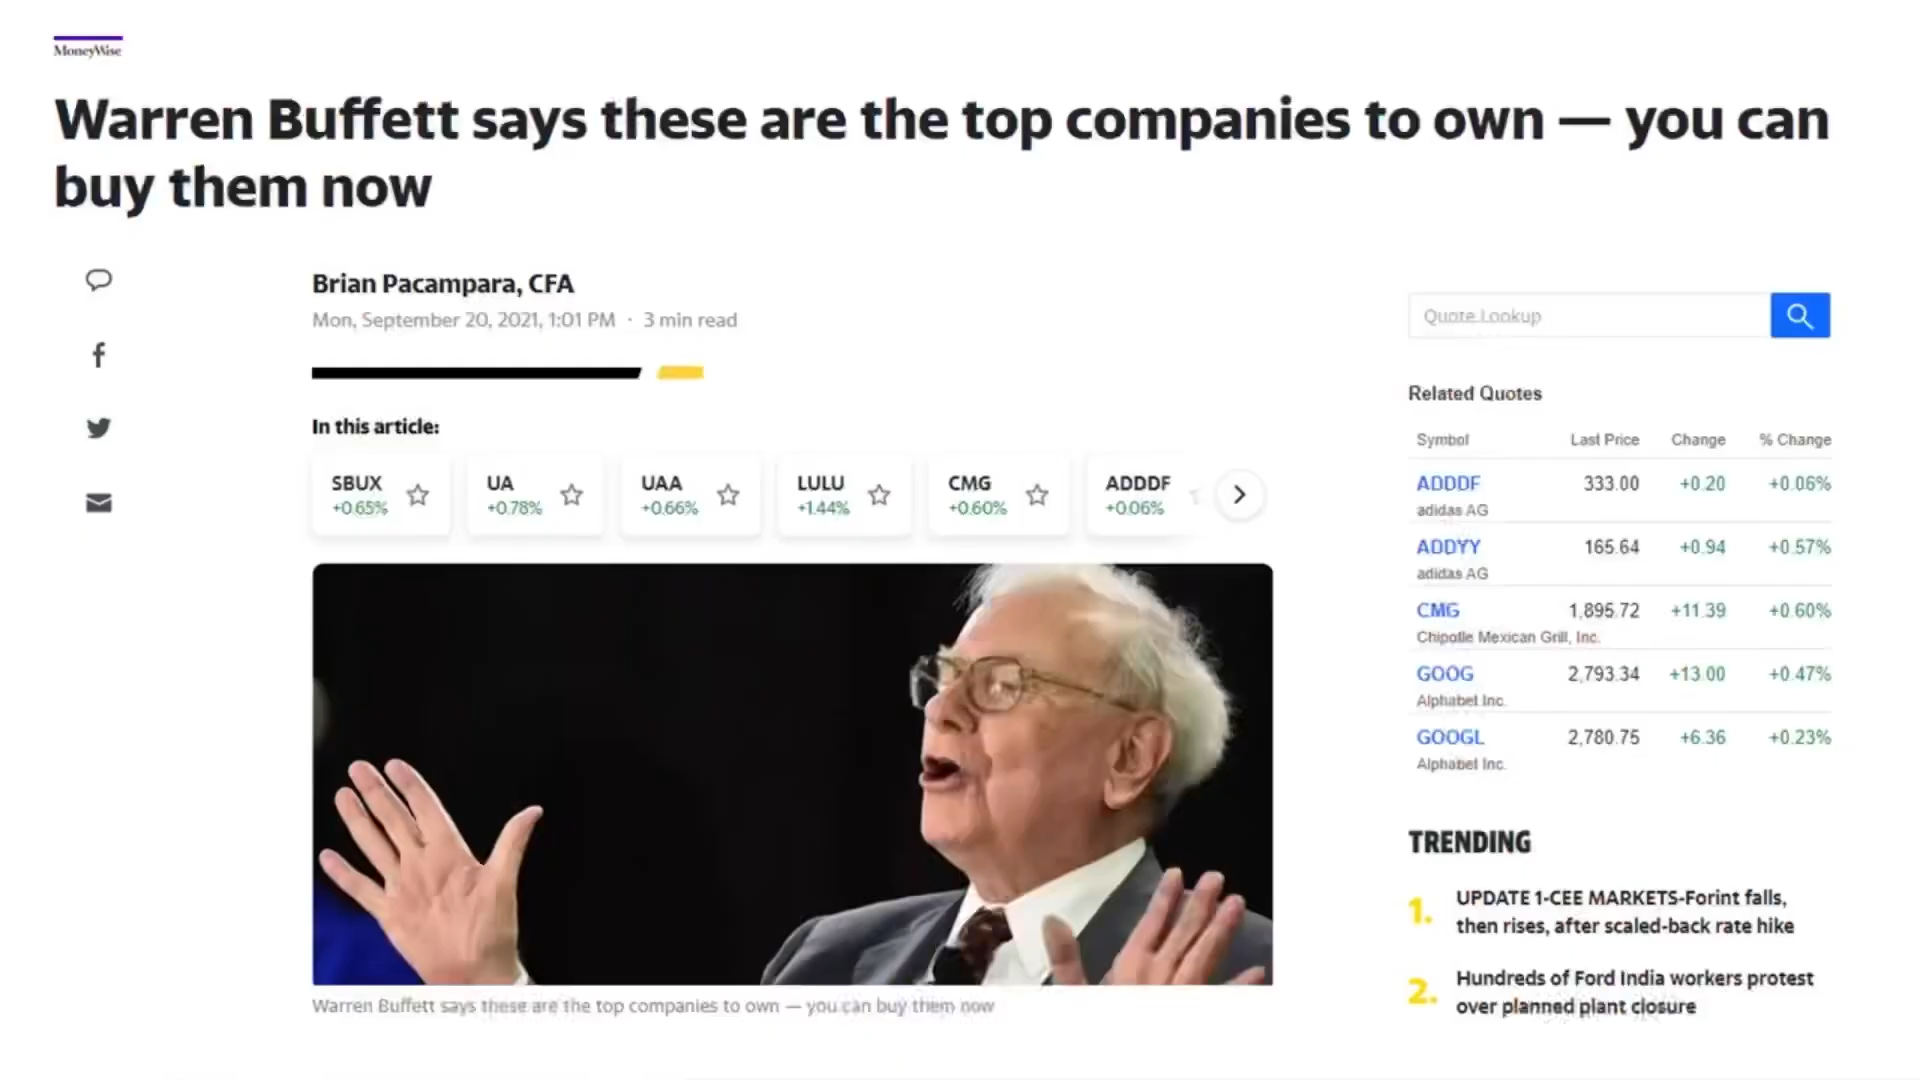 MoneyWise
Warren Buffett says these are the top companies to own — you can
buy them now
Brian Pacampara, CFA
Mon, September 20, 2021, 1:01 PM · 3 min read
In this article:
SBUX
+0.65%
UA
+0.78%
UAA
+0.66%
LULU
+1.44%
CMG
+0.60%
ADDDF
+0.06%
Warren Buffett says these are the top companies to own — you can buy them now
Quote Lookup
Related Quotes
Symbol Last Price Change % Change
ADDDF 333.00 +0.20 +0.06%
adidas AG
ADDYY 165.64 +0.94 +0.57%
adidas AG
CMG 1,895.72 +11.39 +0.60%
Chipotle Mexican Grill, Inc.
GOOG 2,793.34 +13.00 +0.47%
Alphabet Inc.
GOOGL 2,780.75 +6.36 +0.23%
Alphabet Inc.
TRENDING
1. UPDATE 1-CEE MARKETS-Forint falls,
then rises, after scaled-back rate hike
2. Hundreds of Ford India workers protest
over planned plant closure